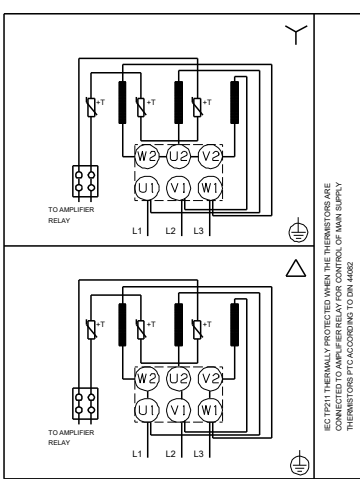 +T
+T
+T
W2 U2 V2
U1 V1 W1
TO AMPLIFIER
RELAY
L1 L2 L3
+T
+T
+T
W2 U2 V2
U1 V1 W1
TO AMPLIFIER
RELAY
L1 L2 L3
IEC TP211 THERMALLY PROTECTED WHEN THE THERMISTORS ARE
CONNECTED TO AMPLIFIER RELAY FOR CONTROL OF MAIN SUPPLY
THERMISTORS PTC ACCORDING TO DIN 44082